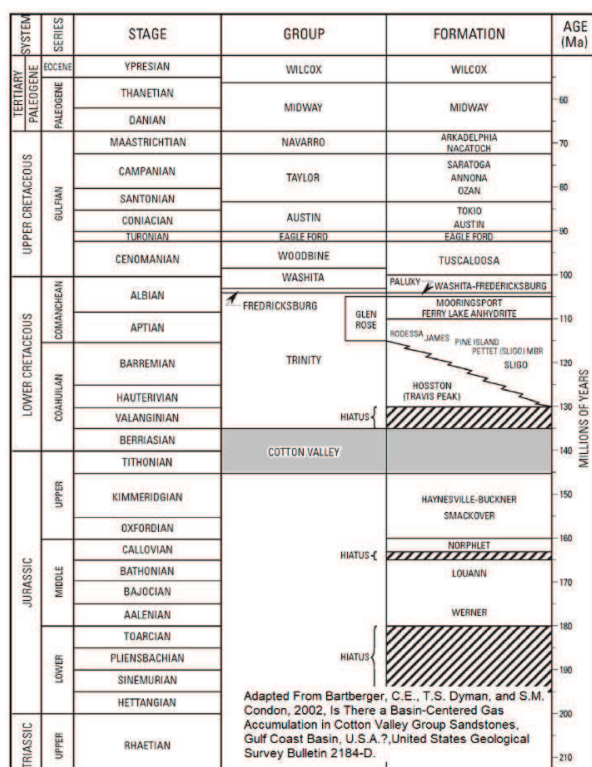 SYSTEM
SERIES
STAGE
GROUP
FORMATION
AGE
(Ma)
TERTIARY
PALEOGENE
EOCENE
PALEOGENE
YPRESIAN
WILCOX
WILCOX
THANETIAN
DANIAN
MIDWAY
MIDWAY
60
UPPER CRETACEOUS
GULFIAN
MAASTRICHTIAN
NAVARRO
ARKADELPHIA
NACATOCH
70
CAMPANIAN
TAYLOR
SARATOGA
ANNONA
OZAN
80
SANTONIAN
CONIACIAN
AUSTIN
TOKIO
AUSTIN
TURONIAN
EAGLE FORD
EAGLE FORD
90
CENOMANIAN
WOODBINE
TUSCALOOSA
WASHITA
100
LOWER CRETACEOUS
COMANCHEAN
ALBIAN
FREDRICKSBURG
PALUXY
WASHITA-FREDERICKSBURG
GLEN
ROSE
MOORINGSPORT
FERRY LAKE ANHYDRITE
110
APTIAN
RODESSA
JAMES
PINE ISLAND
PETTET (SLIGO) MBR
SLIGO
COAHUILAN
BARREMIAN
TRINITY
120
HAUTERIVIAN
HOSSTON
(TRAVIS PEAK)
VALANGINIAN
HIATUS
130
BERRIASIAN
TITHONIAN
COTTON VALLEY
140
MILLIONS OF YEARS
JURASSIC
UPPER
KIMMERIDGIAN
HAYNESVILLE-BUCKNER
SMACKOVER
150
OXFORDIAN
160
MIDDLE
CALLOVIAN
HIATUS
NORPHLET
BATHONIAN
LOUANN
BAJOCIAN
170
AALENIAN
WERNER
180
LOWER
TOARCIAN
PLIENSBACHIAN
HIATUS
SINEMURIAN
190
HETTANGIAN
200
TRIASSIC
UPPER
RHAETIAN
210
Adapted From Bartberger, C.E., T.S. Dyman, and S.M.
Condon, 2002, Is There a Basin-Centered Gas
Accumulation in Cotton Valley Group Sandstones,
Gulf Coast Basin, U.S.A.?,United States Geological
Survey Bulletin 2184-D.